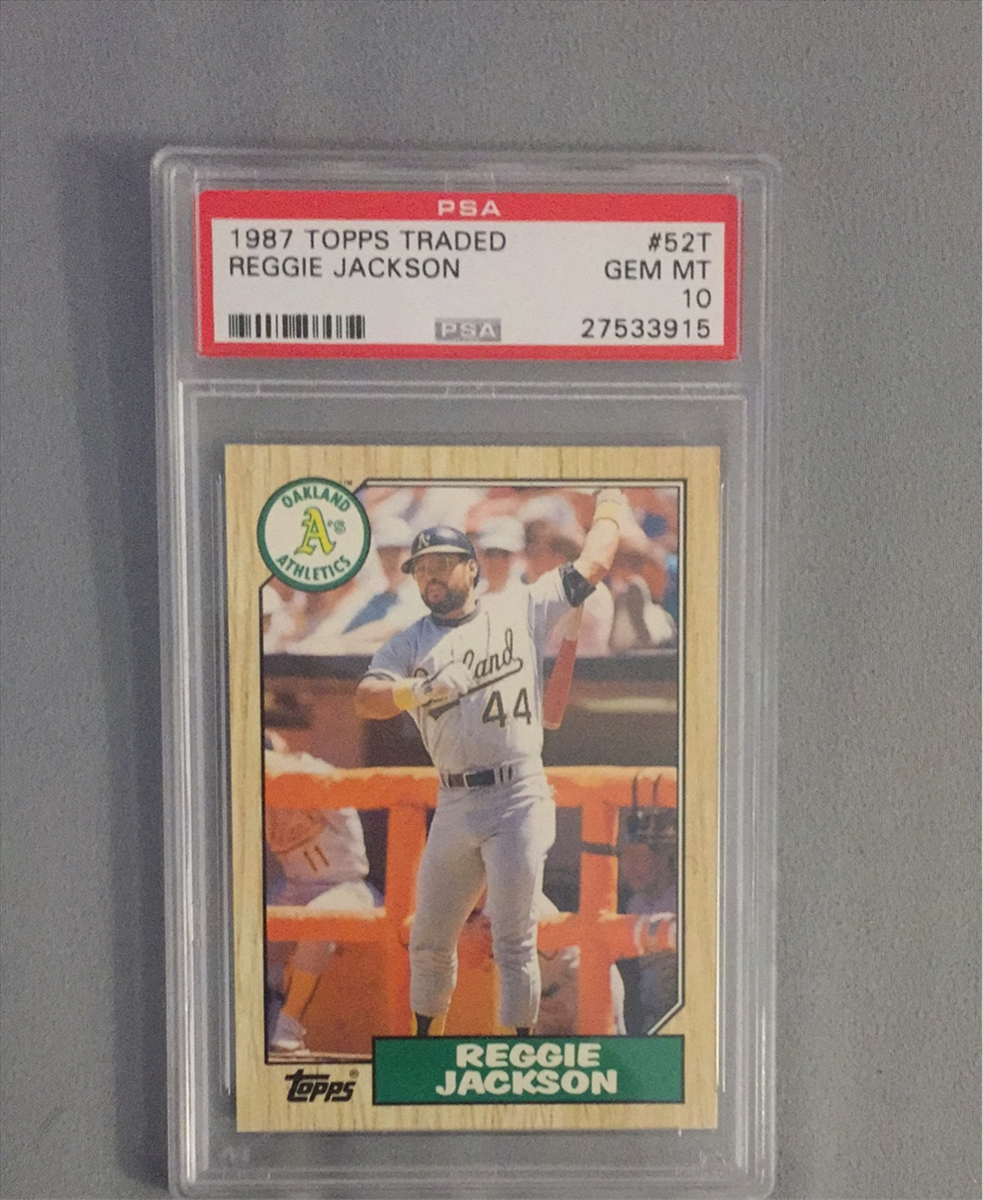 PSA
1987 TOPPS TRADED #52T
REGGIE JACKSON GEM MT
10
PSA 27533915
OAKLAND
A's
ATHLETICS
A
land
44
11
REGGIE
JACKSON
topps®